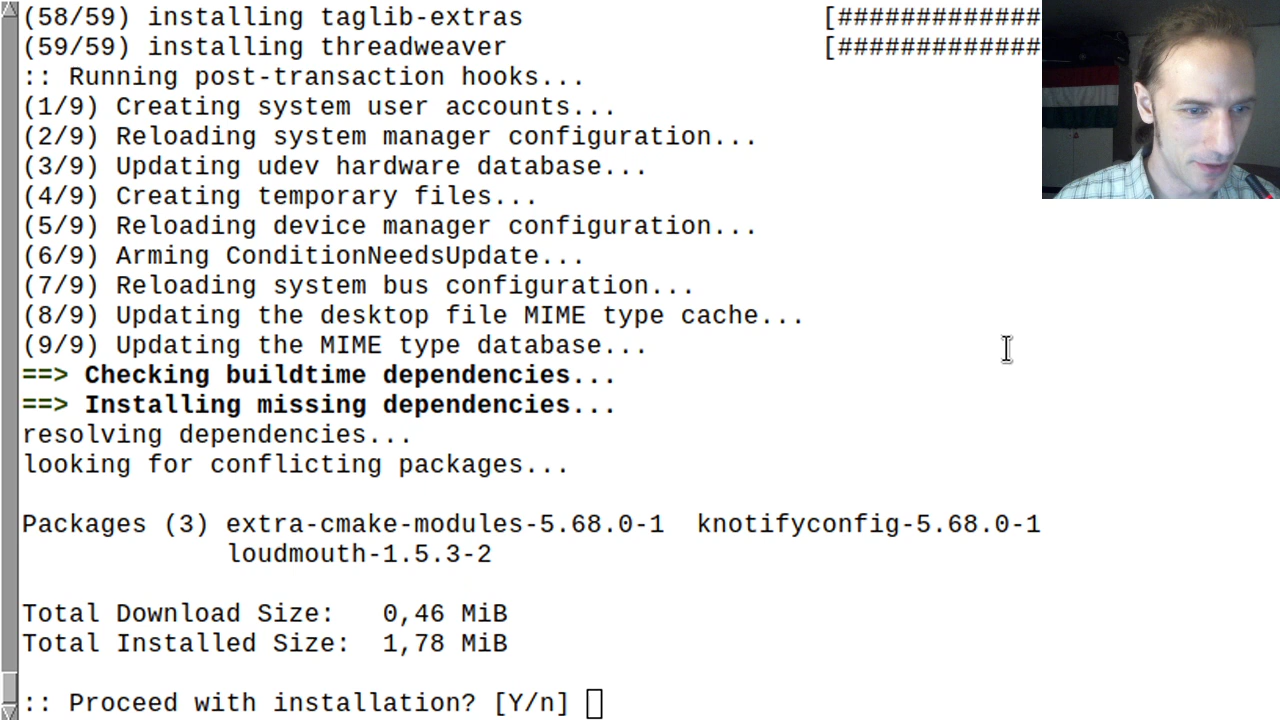 (58/59) installing taglib-extras [#############
(59/59) installing threadweaver [#############
:: Running post-transaction hooks...
(1/9) Creating system user accounts...
(2/9) Reloading system manager configuration...
(3/9) Updating udev hardware database...
(4/9) Creating temporary files...
(5/9) Reloading device manager configuration...
(6/9) Arming ConditionNeedsUpdate...
(7/9) Reloading system bus configuration...
(8/9) Updating the desktop file MIME type cache...
(9/9) Updating the MIME type database...
==> Checking buildtime dependencies...
==> Installing missing dependencies...
resolving dependencies...
looking for conflicting packages...
Packages (3) extra-cmake-modules-5.68.0-1 knotifyconfig-5.68.0-1
loudmouth-1.5.3-2
Total Download Size: 0,46 MiB
Total Installed Size: 1,78 MiB
:: Proceed with installation? [Y/n]